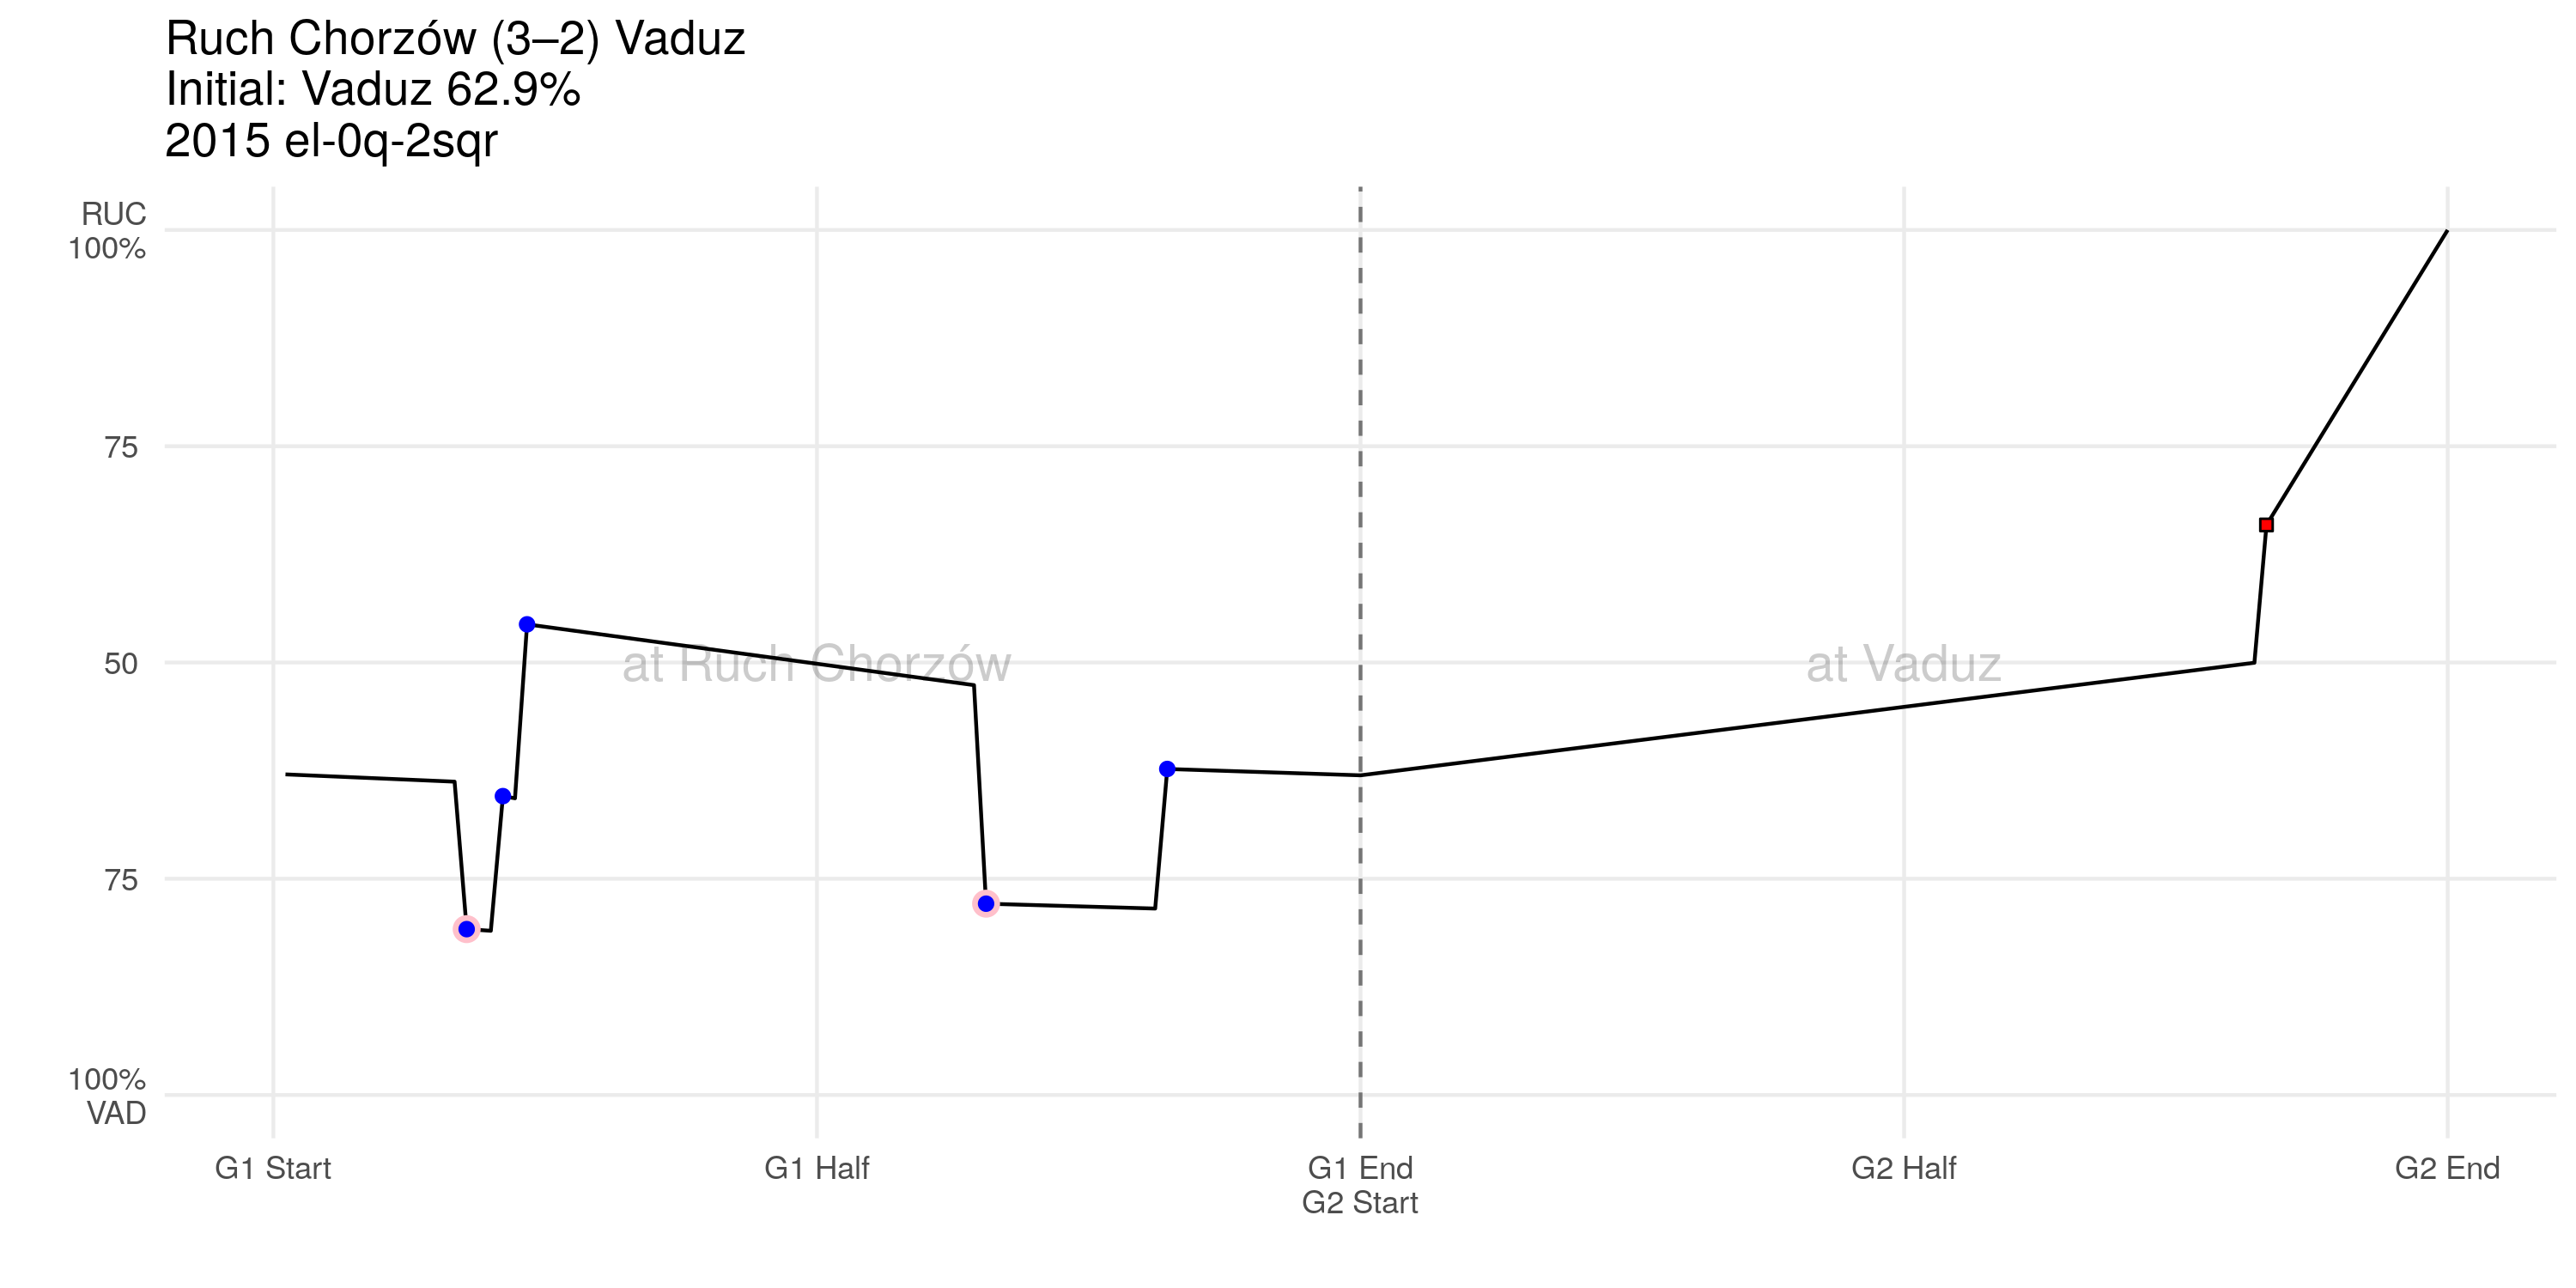 Ruch Chorzów (3–2) Vaduz
Initial: Vaduz 62.9%
2015 el-0q-2sqr
RUC
100%
75
50
75
100%
VAD
at Ruch Chorzów
at Vaduz
G1 Start
G1 Half
G1 End
G2 Start
G2 Half
G2 End